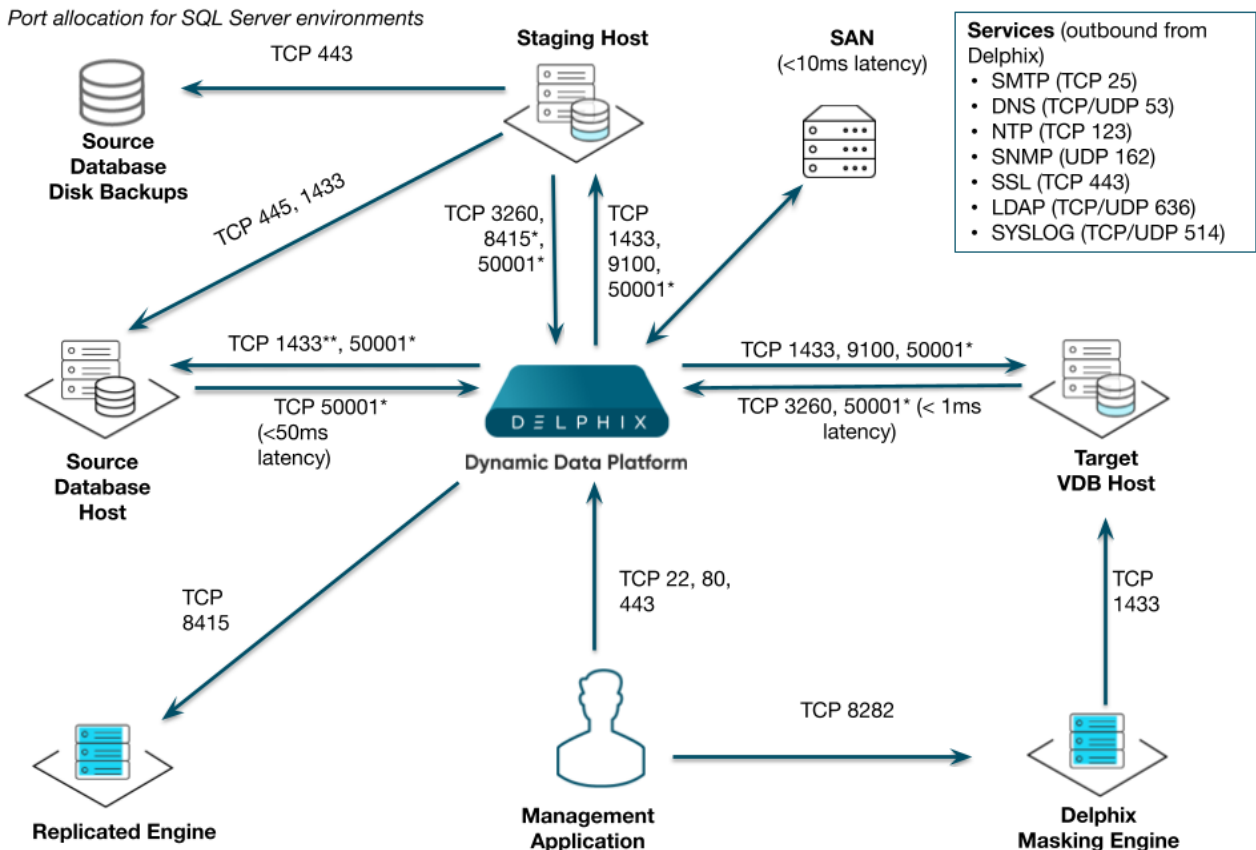 Port allocation for SQL Server environments
TCP 443
Source
Database
Disk Backups
Staging Host
SAN
(<10ms latency)
Services (outbound from
Delphix)
• SMTP (TCP 25)
• DNS (TCP/UDP 53)
• NTP (TCP 123)
• SNMP (UDP 162)
• SSL (TCP 443)
• LDAP (TCP/UDP 636)
• SYSLOG (TCP/UDP 514)
TCP 445, 1433
TCP 3260,
8415*,
50001*
TCP
1433,
9100,
50001*
TCP 1433**, 50001*
TCP 50001*
(<50ms
latency)
Source
Database
Host
DELPHIX
Dynamic Data Platform
TCP 1433, 9100, 50001*
TCP 3260, 50001* (< 1ms
latency)
Target
VDB Host
TCP
8415
TCP 22, 80,
443
TCP
1433
TCP 8282
Replicated Engine
Management
Application
Delphix
Masking Engine